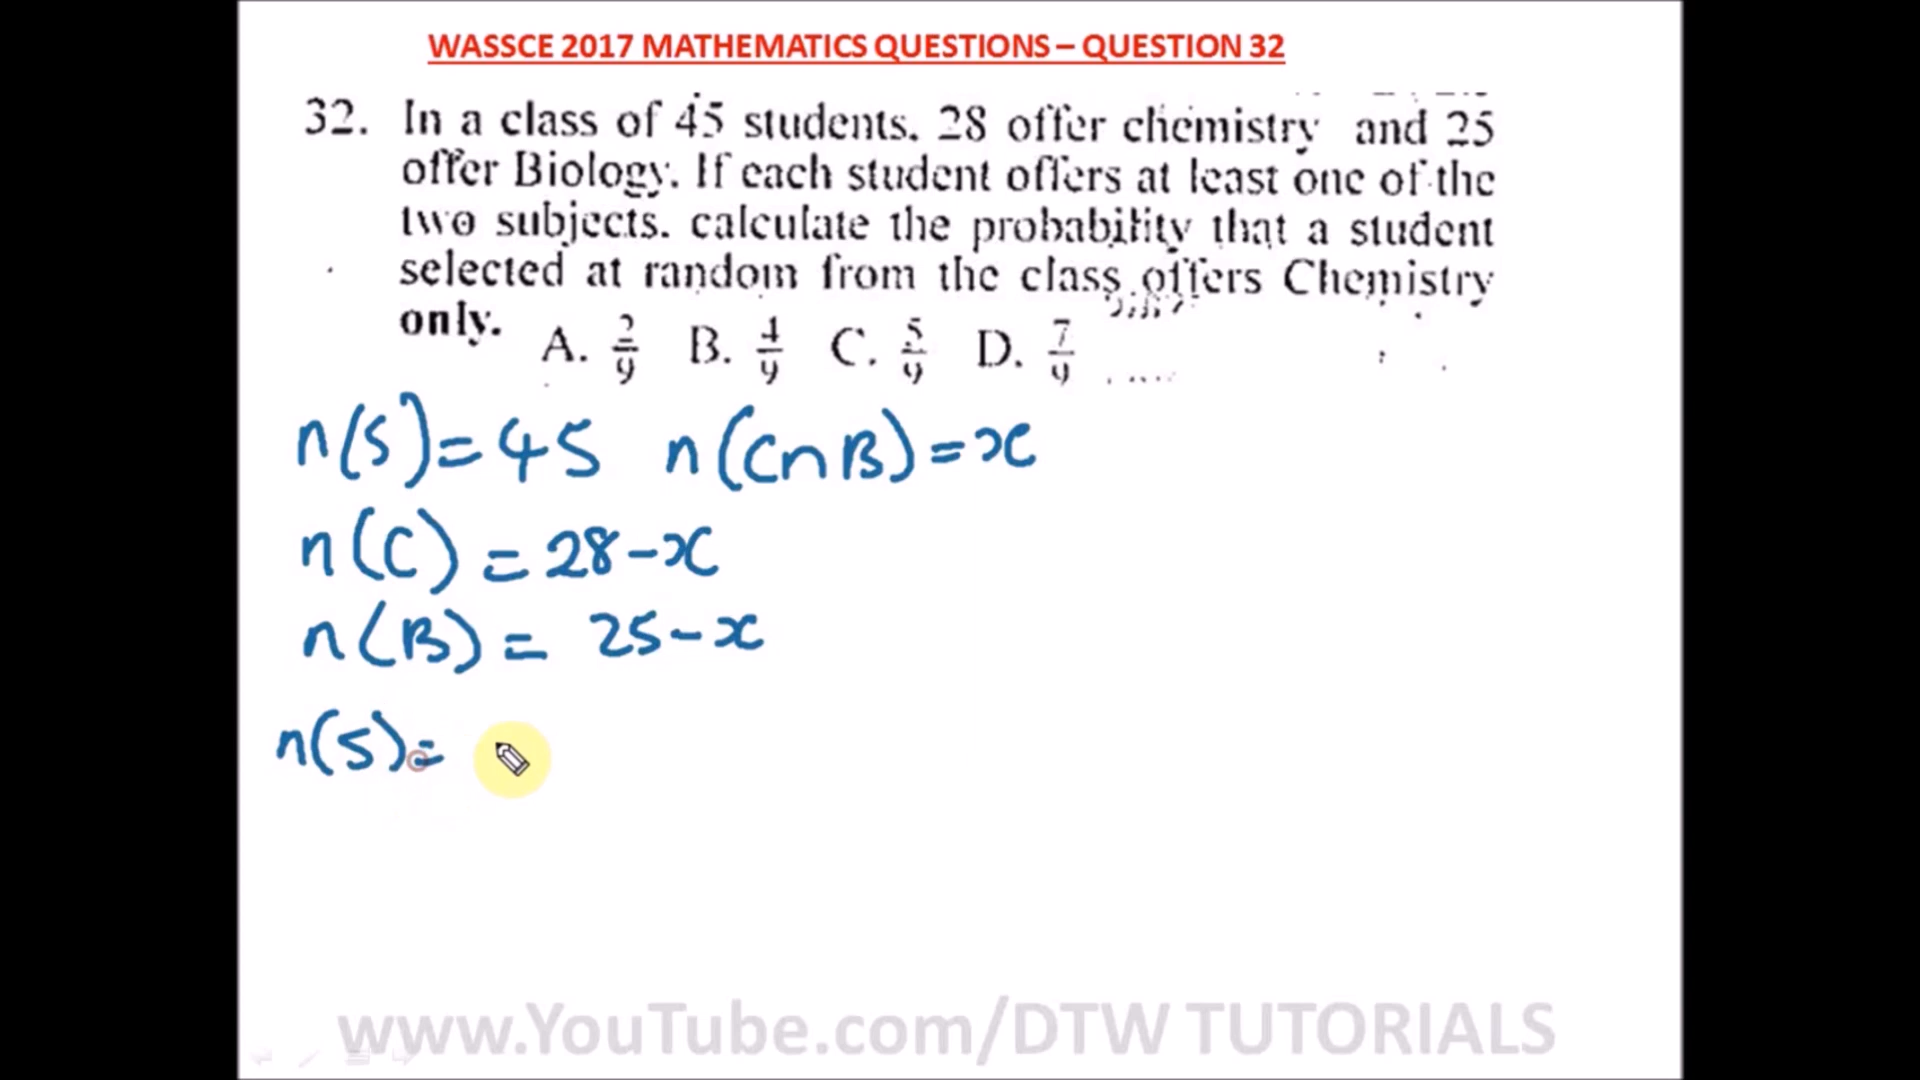 WASSCE 2017 MATHEMATICS QUESTIONS – QUESTION 32
32. In a class of 45 students. 28 offer chemistry and 25
offer Biology. If each student offers at least one of the
two subjects. calculate the probability that a student
selected at random from the class offers Chemistry
only.
A. 2/9 B. 4/9 C. 5/9 D. 7/9
n(S) = 45 n(C∩B) = x
n(C) = 28-x
n(B) = 25-x
n(S) =
www.YouTube.com/DTW TUTORIALS